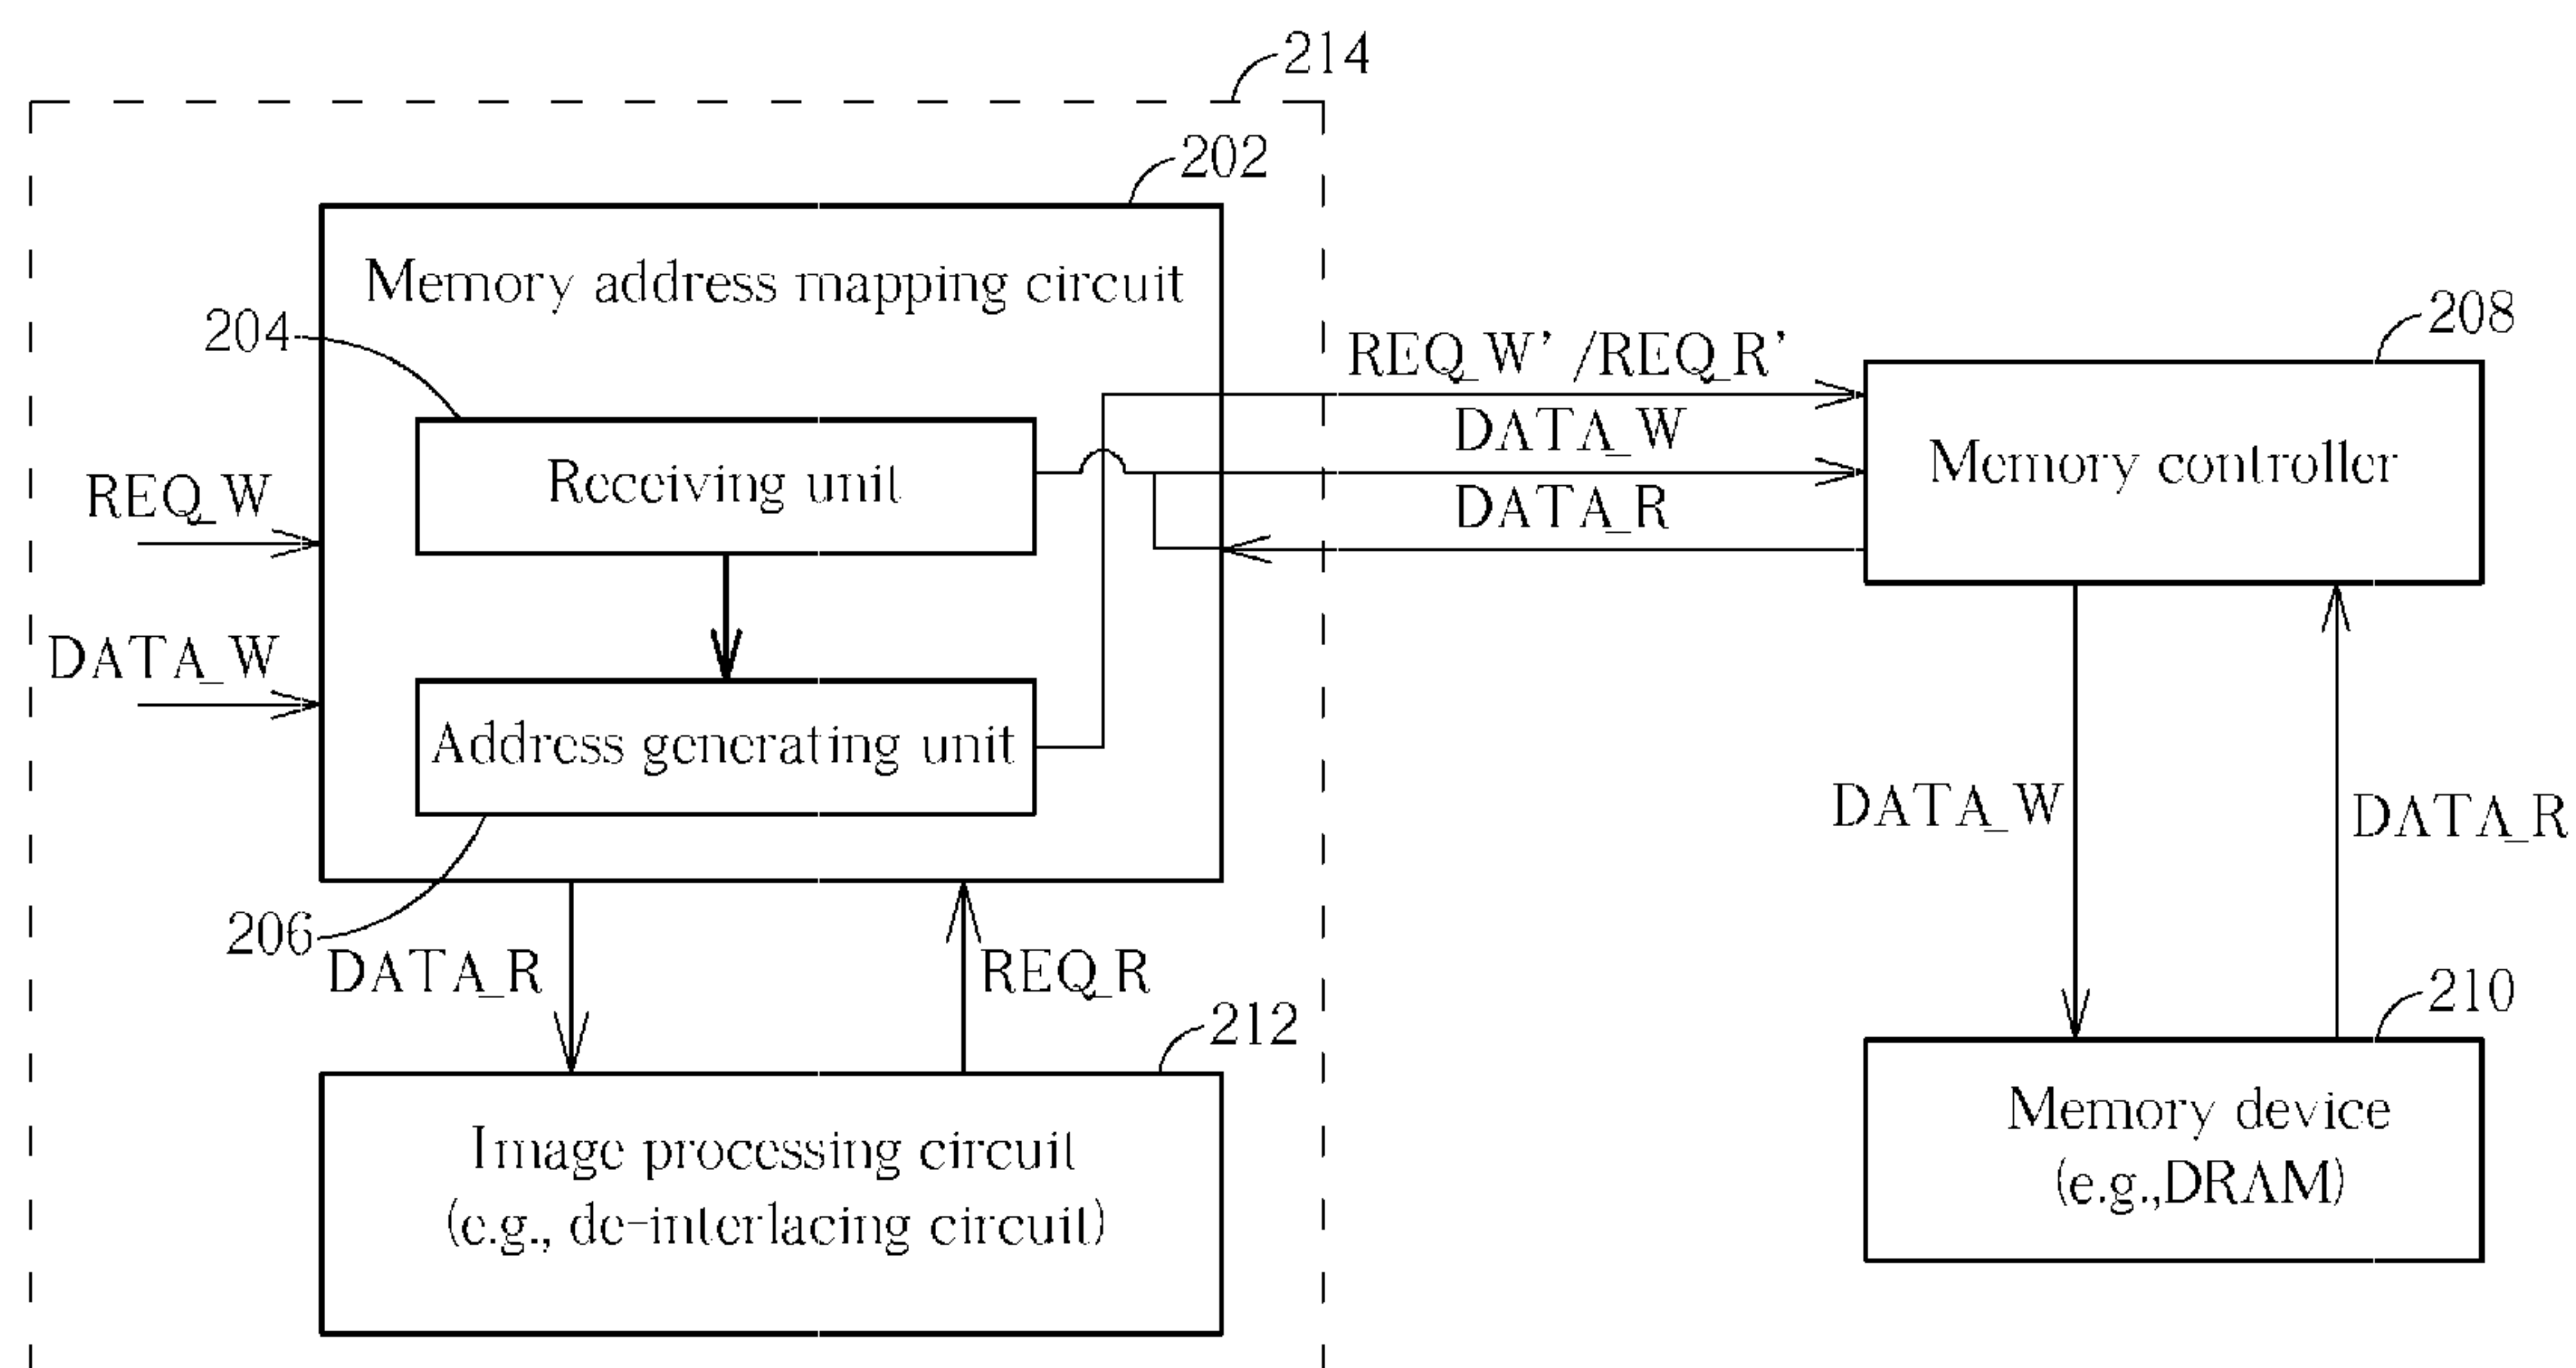 214
202
Memory address mapping circuit
204
208
REQ_W' /REQ_R'
DATA_W
Receiving unit
Memory controller
REQ_W
DATA_R
DATA_W
Address generating unit
DATA_W
DATA_R
206
DATA_R
REQ_R
210
212
Memory device
(e.g.,DRAM)
Image processing circuit
(e.g., de-interlacing circuit)